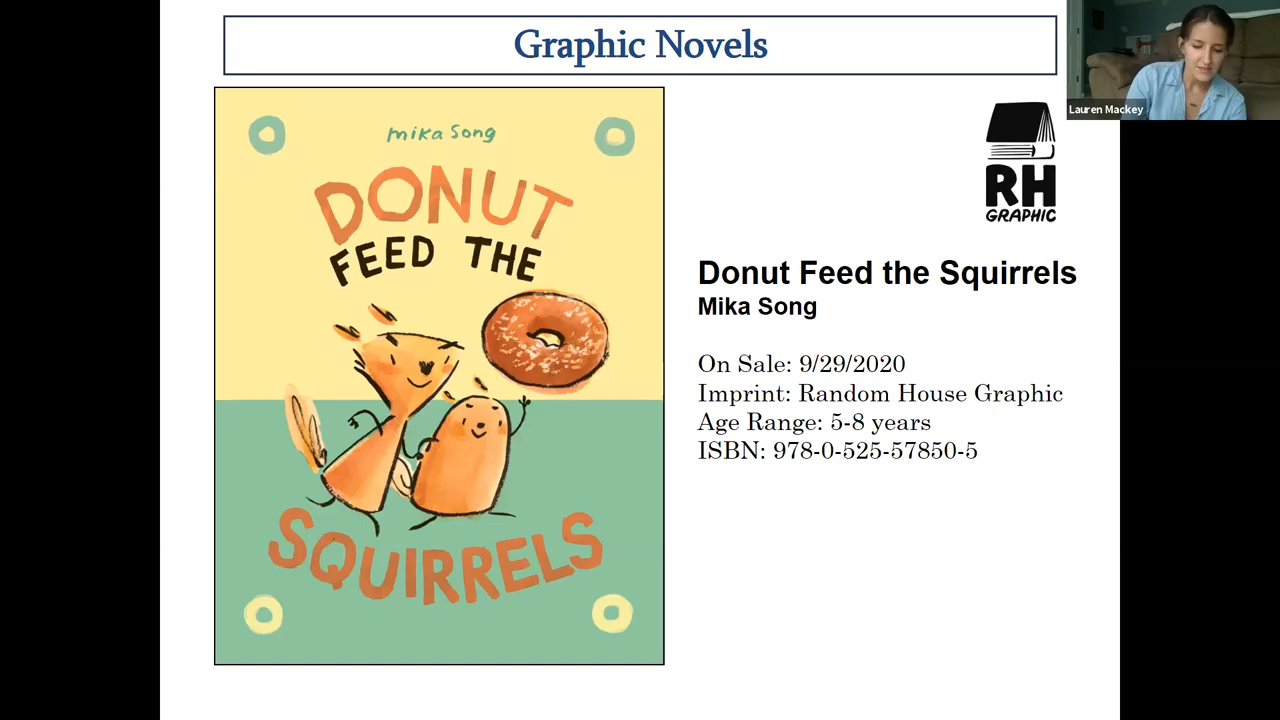 Graphic Novels
Lauren Mackey
mika Song
DONUT
FEED THE
SQUIRRELS
RH
GRAPHIC
Donut Feed the Squirrels
Mika Song
On Sale: 9/29/2020
Imprint: Random House Graphic
Age Range: 5-8 years
ISBN: 978-0-525-57850-5